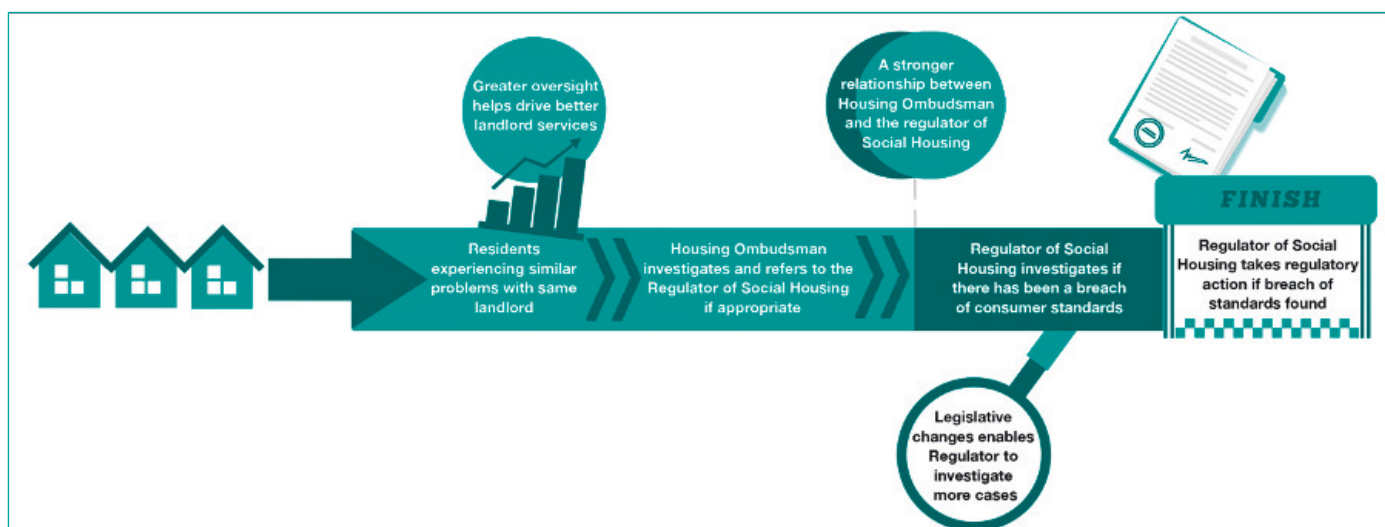 Greater oversight
helps drive better
landlord services
A stronger
relationship between
Housing Ombudsman
and the regulator of
Social Housing
FINISH
Residents
experiencing similar
problems with same
landlord
Housing Ombudsman
investigates and refers to the
Regulator of Social Housing
if appropriate
Regulator of Social
Housing investigates if
there has been a breach
of consumer standards
Regulator of Social
Housing takes regulatory
action if breach of
standards found
Legislative
changes enables
Regulator to
investigate
more cases